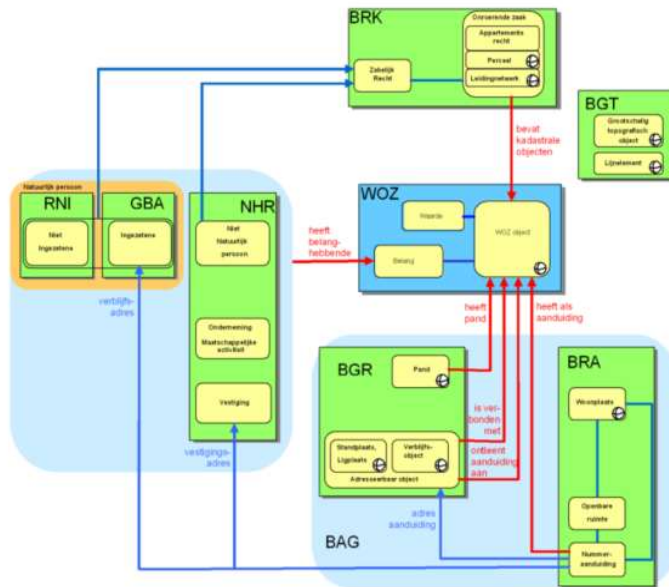 BRK
Onroerende zaak
Appartements
recht
Perceel
Leidingnetwerk
Zakelijk
Recht
BGT
Grootschalig
topografisch
object
Lijnelement
bevat
kadastrale
objecten
Natuurlijk persoon
RNI
GBA
NHR
Niet
Ingezetene
Ingezetene
Niet
Natuurlijk
persoon
WOZ
Waarde
WOZ object
Belang
heeft
belang-
hebbende
verblijfs-
adres
heeft
pand
heeft als
aanduiding
Onderneming
Maatschappelijke
activiteit
Vestiging
BGR
Pand
BRA
Woonplaats
is ver-
bonden
met
Standplaats,
Ligplaats
Verblijfs-
object
Adresseerbaar object
ontleent
aanduiding
aan
vestigings-
adres
adres
aanduiding
Openbare
ruimte
Nummer-
aanduiding
BAG